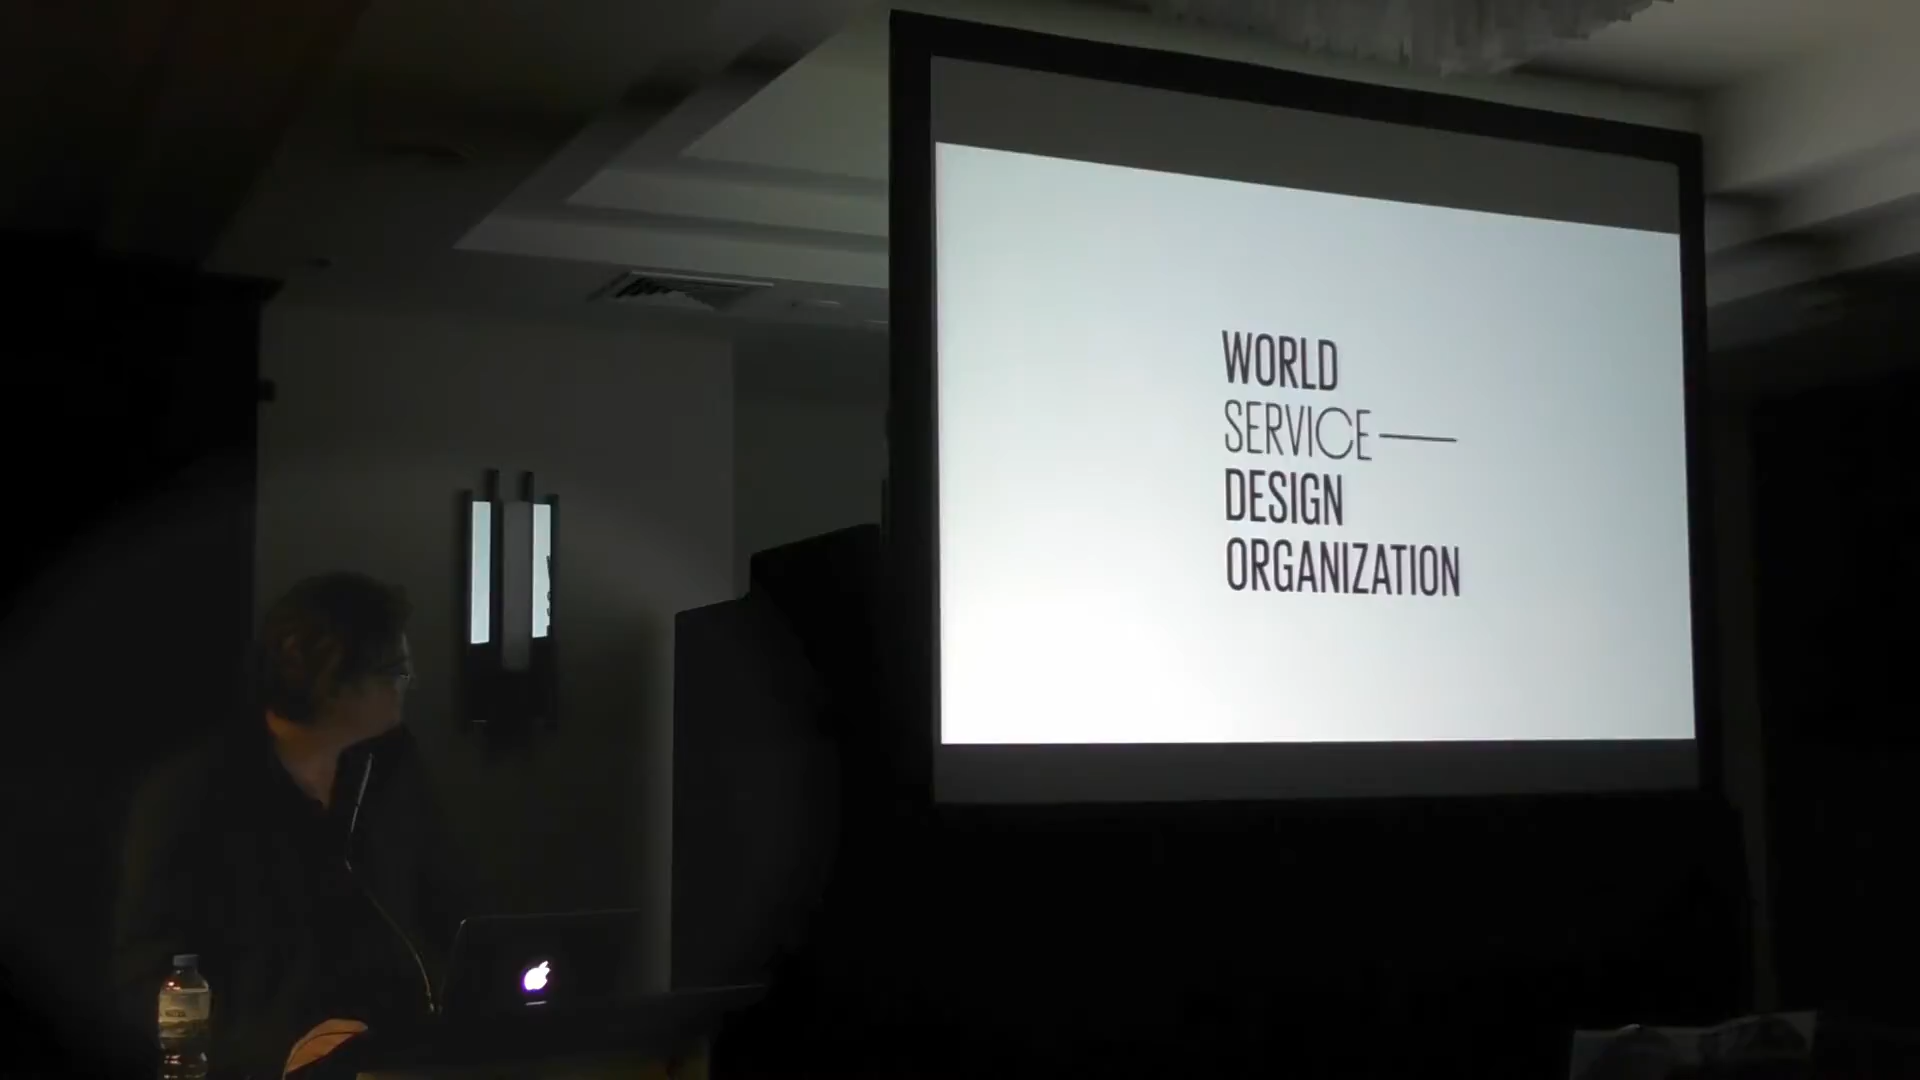 WORLD
SERVICE —
DESIGN
ORGANIZATION